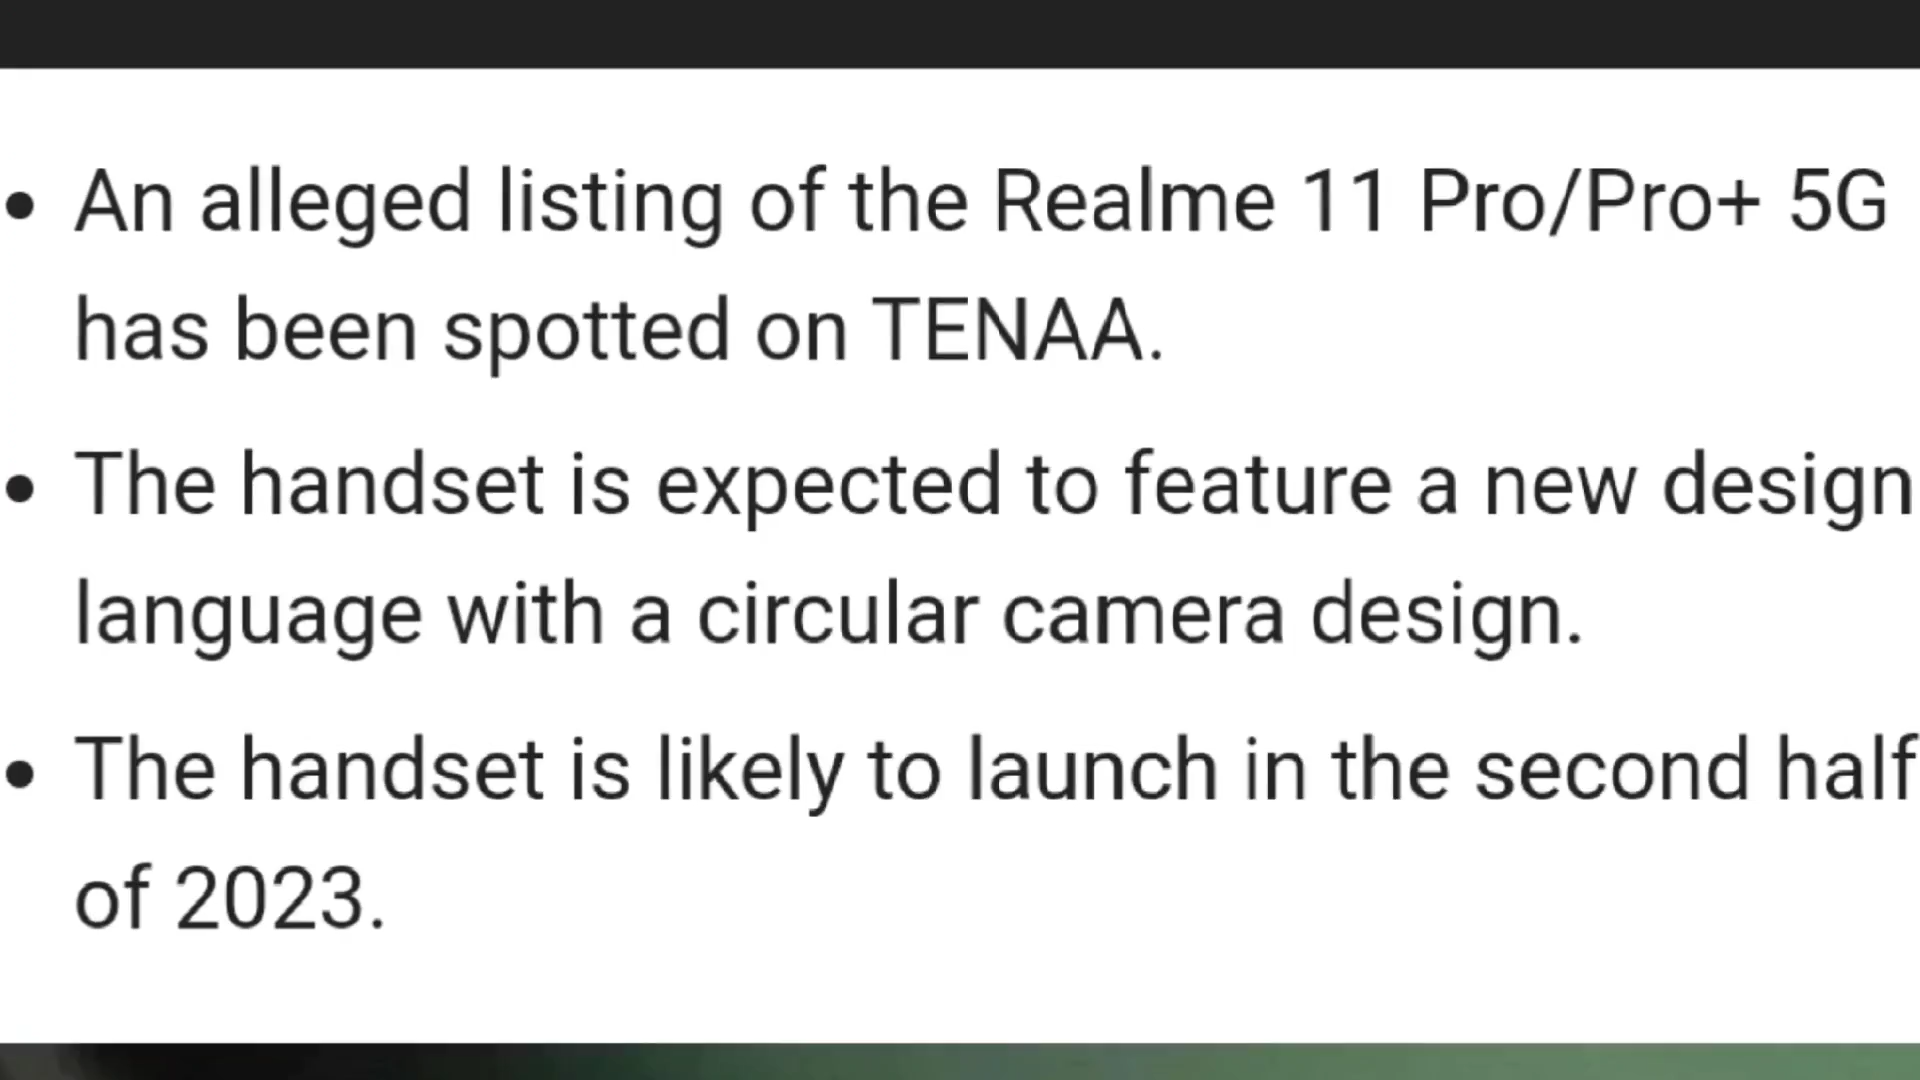 • An alleged listing of the Realme 11 Pro/Pro+ 5G
has been spotted on TENAA.
• The handset is expected to feature a new design
language with a circular camera design.
• The handset is likely to launch in the second half
of 2023.